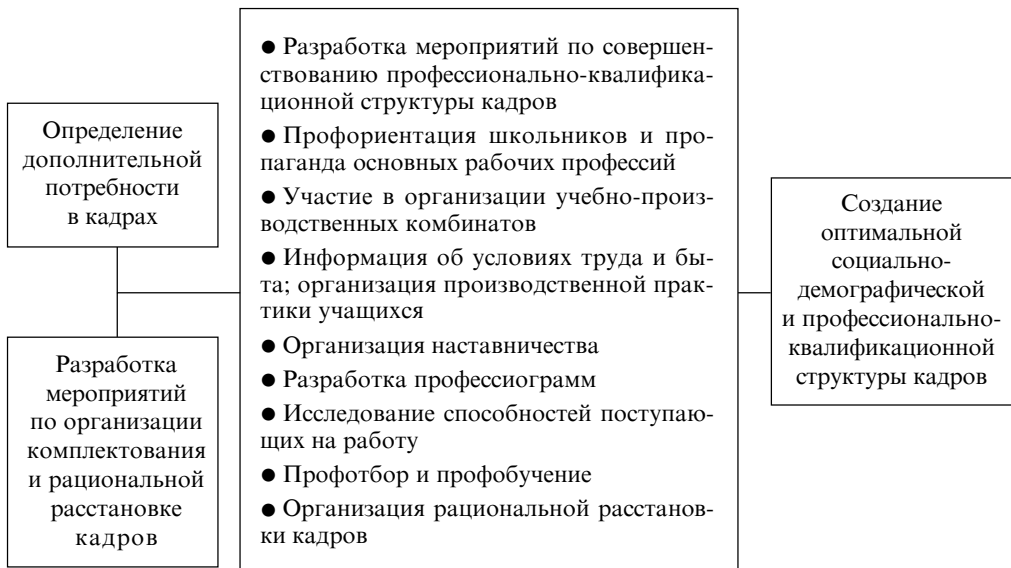 Определение
дополнительной
потребности
в кадрах
Разработка
мероприятий
по организации
комплектования
и рациональной
расстановке
кадров
● Разработка мероприятий по совершен-
ствованию профессионально-квалифика-
ционной структуры кадров
● Профориентация школьников и про-
паганда основных рабочих профессий
● Участие в организации учебно-произ-
водственных комбинатов
● Информация об условиях труда и бы-
та; организация производственной прак-
тики учащихся
● Организация наставничества
● Разработка профессиограмм
● Исследование способностей поступаю-
щих на работу
● Профотбор и профобучение
● Организация рациональной расстанов-
ки кадров
Создание
оптимальной
социально-
демографической
и профессионально-
квалификационной
структуры кадров